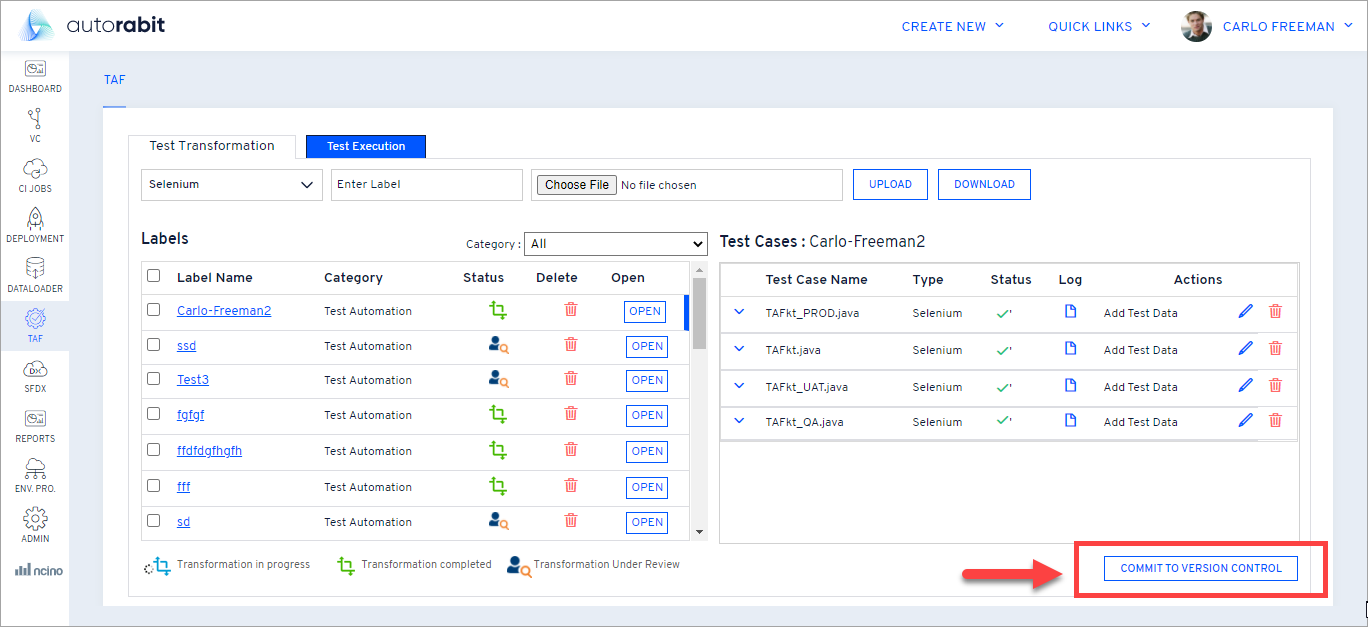 autorabit
CREATE NEW
QUICK LINKS
CARLO FREEMAN
DASHBOARD
VC
CI JOBS
DEPLOYMENT
DATALOADER
TAF
SFDX
REPORTS
ENV. PRO.
ADMIN
ncino
TAF
Test Transformation
Test Execution
Selenium
Enter Label
Choose File No file chosen
UPLOAD
DOWNLOAD
Labels
Category : All
Label Name Category Status Delete Open
Carlo-Freeman2 Test Automation OPEN
ssd Test Automation OPEN
Test3 Test Automation OPEN
fgfgf Test Automation OPEN
ffdfdgfhgfh Test Automation OPEN
fff Test Automation OPEN
sd Test Automation OPEN
Transformation in progress
Transformation completed
Transformation Under Review
Test Cases : Carlo-Freeman2
Test Case Name Type Status Log Actions
TAFkt_PROD.java Selenium Add Test Data
TAFkt.java Selenium Add Test Data
TAFkt_UAT.java Selenium Add Test Data
TAFkt_QA.java Selenium Add Test Data
COMMIT TO VERSION CONTROL